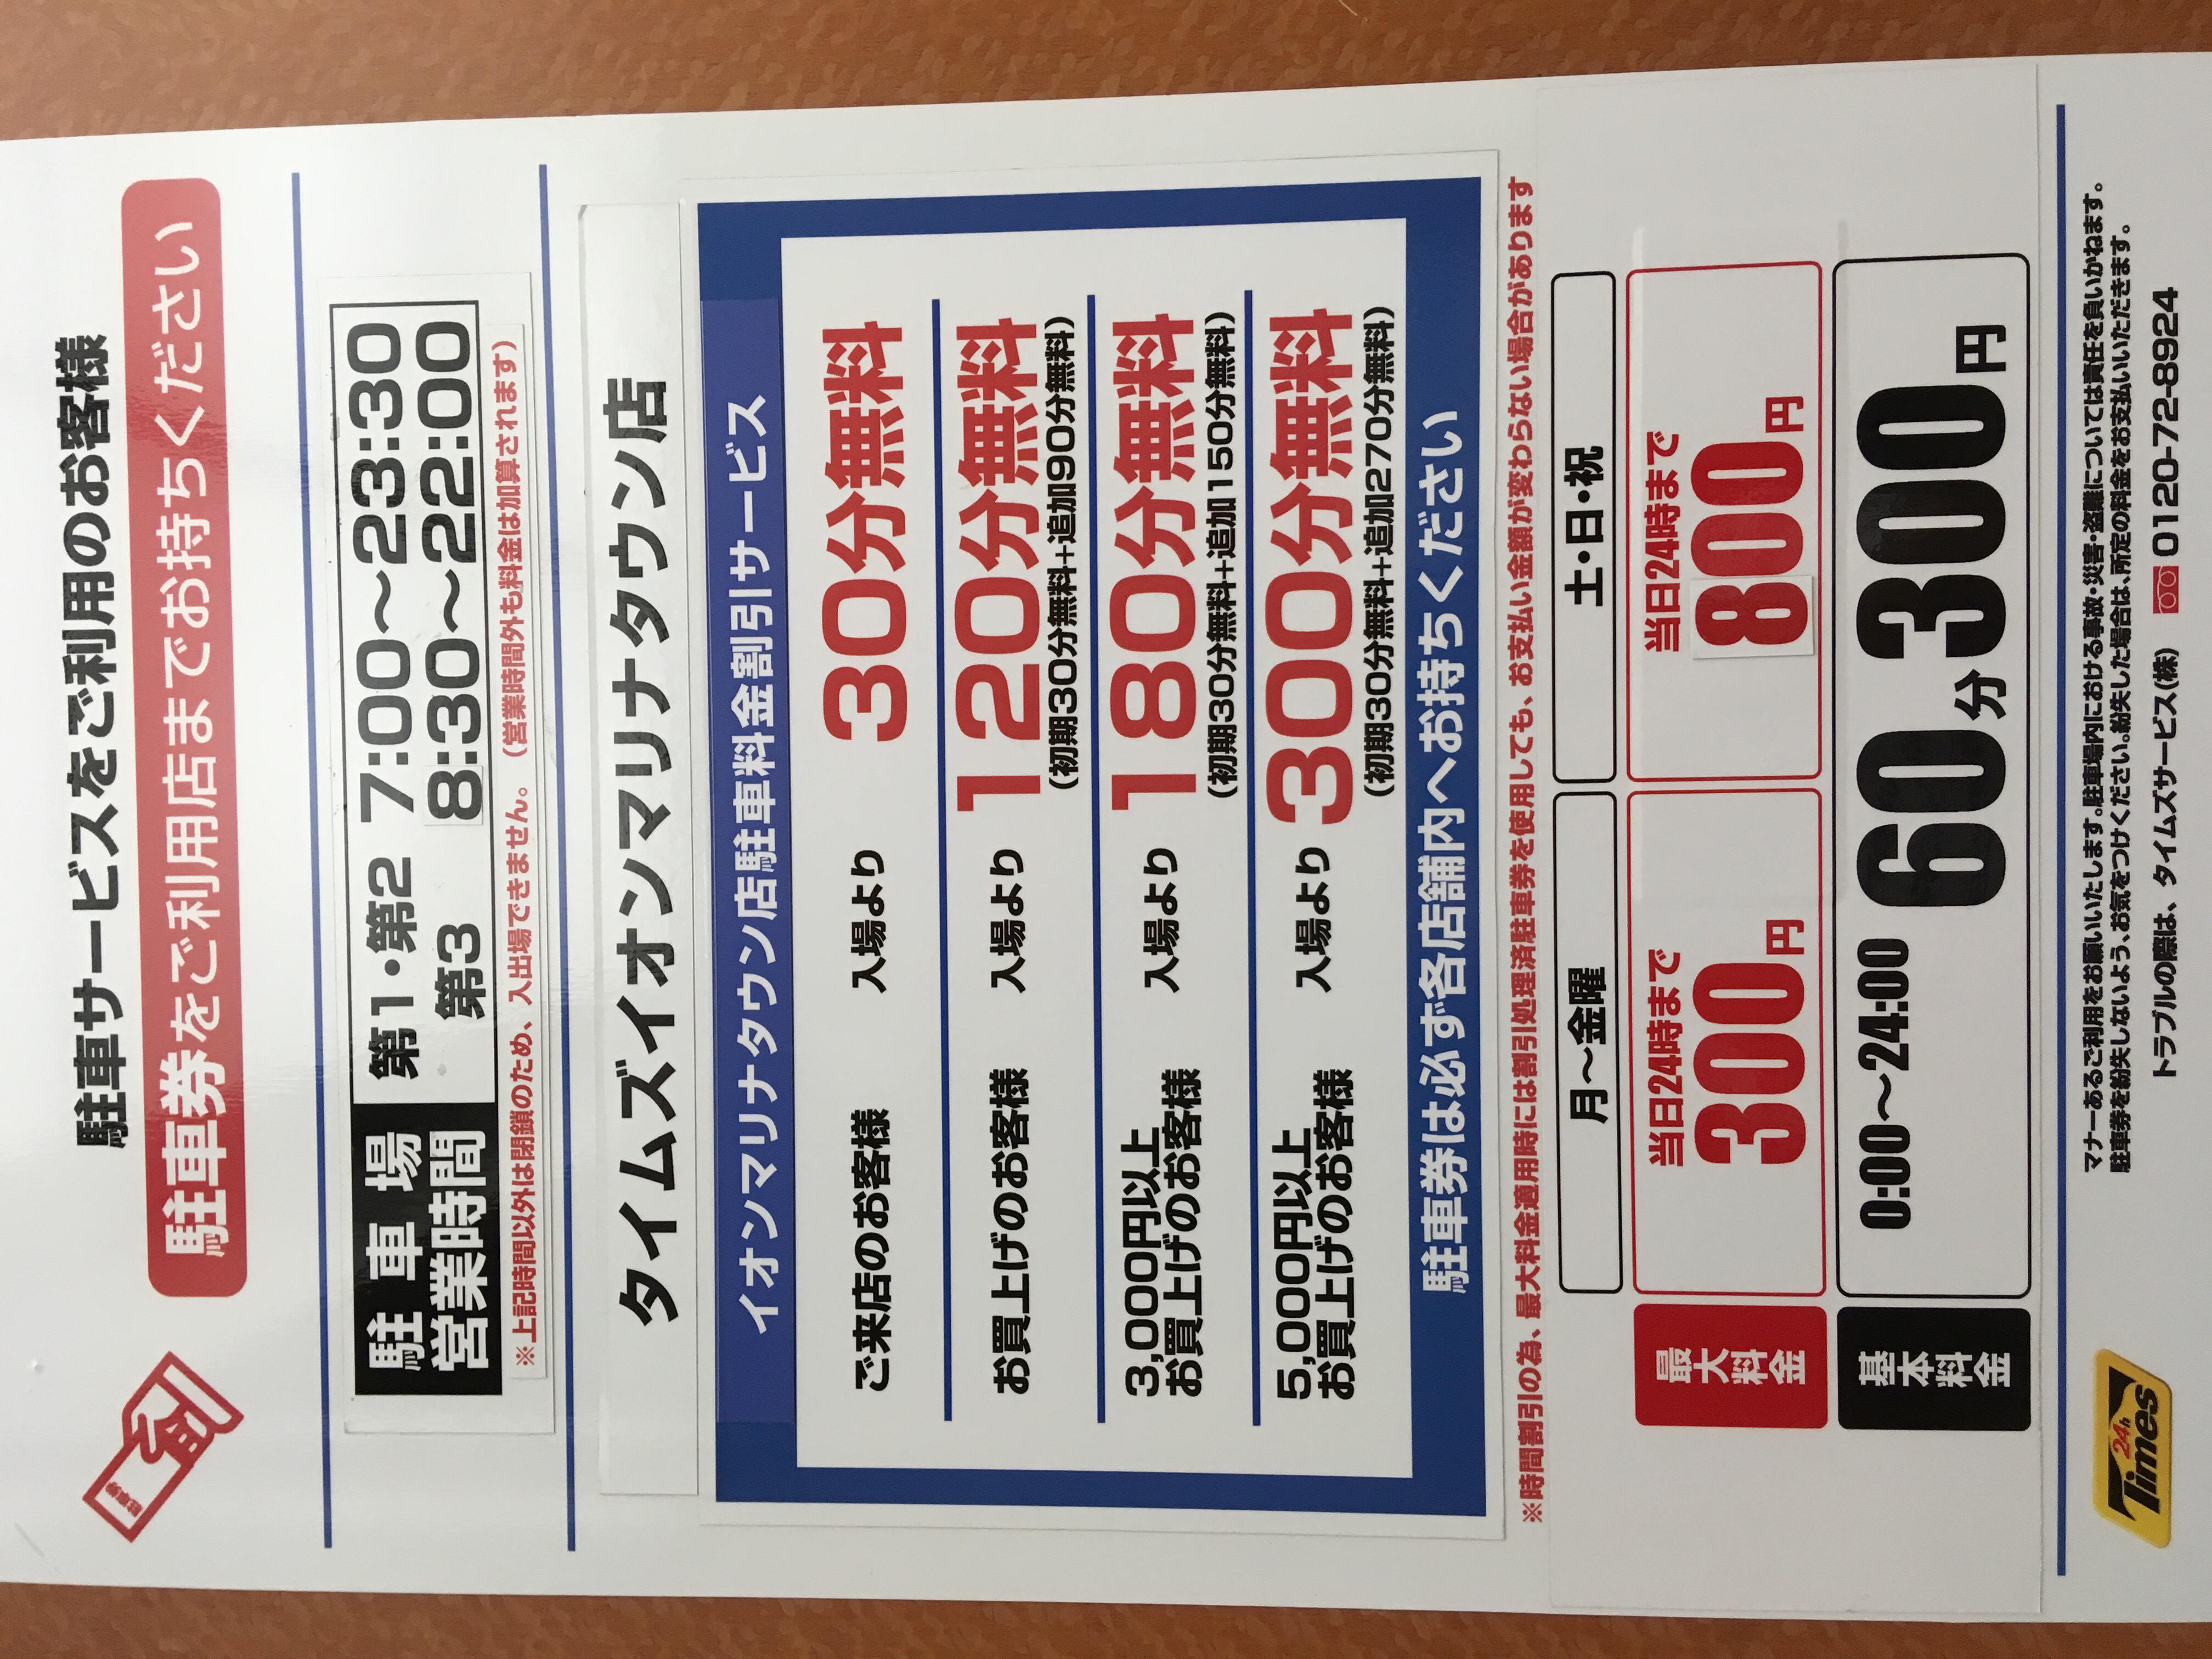 駐車サービスをご利用のお客様
駐車券をご利用店までお持ちください
駐車場
営業時間
第1・第2 7:00～23:30
第3 8:30～22:00
※上記時間以外は閉鎖のため、入出場できません。(営業時間外も料金は加算されます)
タイムズイオンマリナタウン店
イオンマリナタウン店駐車料金割引サービス
ご来店のお客様 入場より 30分無料
お買上げのお客様 入場より 120分無料
(初期30分無料+追加90分無料)
3,000円以上
お買上げのお客様 入場より 180分無料
(初期30分無料+追加150分無料)
5,000円以上
お買上げのお客様 入場より 300分無料
(初期30分無料+追加270分無料)
駐車券は必ず各店舗内へお持ちください
※時間割引の為、最大料金適用時には割引処理済駐車券を使用しても、お支払い金額が変わらない場合があります
月～金曜 土・日・祝
最大料金
当日24時まで 300円
当日24時まで 800円
基本料金
0:00～24:00 60分300円
マナーあるご利用をお願いいたします。駐車場内における事故・災害・盗難については責任を負いかねます。
駐車券を紛失しないよう、お気をつけください。紛失した場合は、所定の料金をお支払いいただきます。
トラブルの際は、タイムズサービス(株) 0120-72-8924
Times 24h